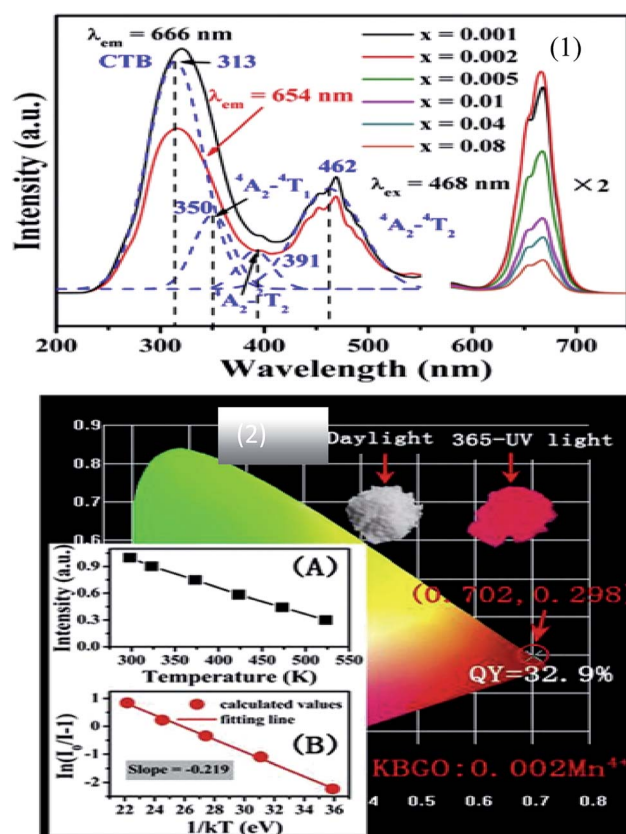 λem = 666 nm
CTB
313
λem = 654 nm
350
⁴A₂-⁴T₁
391
A₂-²T₂
462
⁴A₂-⁴T₂
λex = 468 nm
x = 0.001
x = 0.002
x = 0.005
x = 0.01
x = 0.04
x = 0.08
(1)
×2
Intensity (a.u.)
200 300 400 500 600 700
Wavelength (nm)
(2)
Daylight 365-UV light
0.9
0.8
0.7
0.6
(0.702, 0.298)
QY=32.9%
KBGO:0.002Mn⁴⁺
.4 0.5 0.6 0.7 0.8
(A)
Intensity (a.u.)
0.9
0.6
0.3
0.0
300 350 400 450 500 550
Temperature (K)
(B)
calculated values
fitting line
Slope = -0.219
ln(I₀/I-1)
1
0
-1
-2
22 24 26 28 30 32 34 36
1/kT (eV)